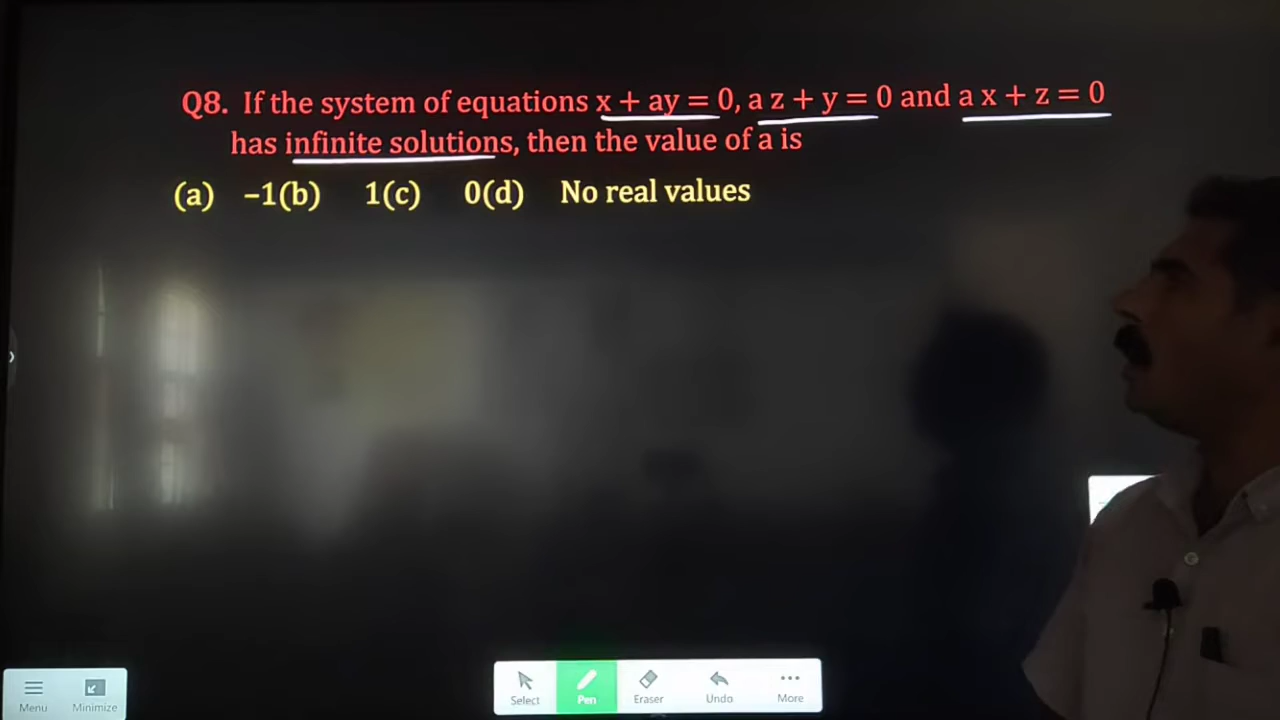 Q8. If the system of equations x + ay = 0, a z + y = 0 and a x + z = 0
has infinite solutions, then the value of a is
(a) –1(b) 1(c) 0(d) No real values
Menu Minimize Select Pen Eraser Undo More